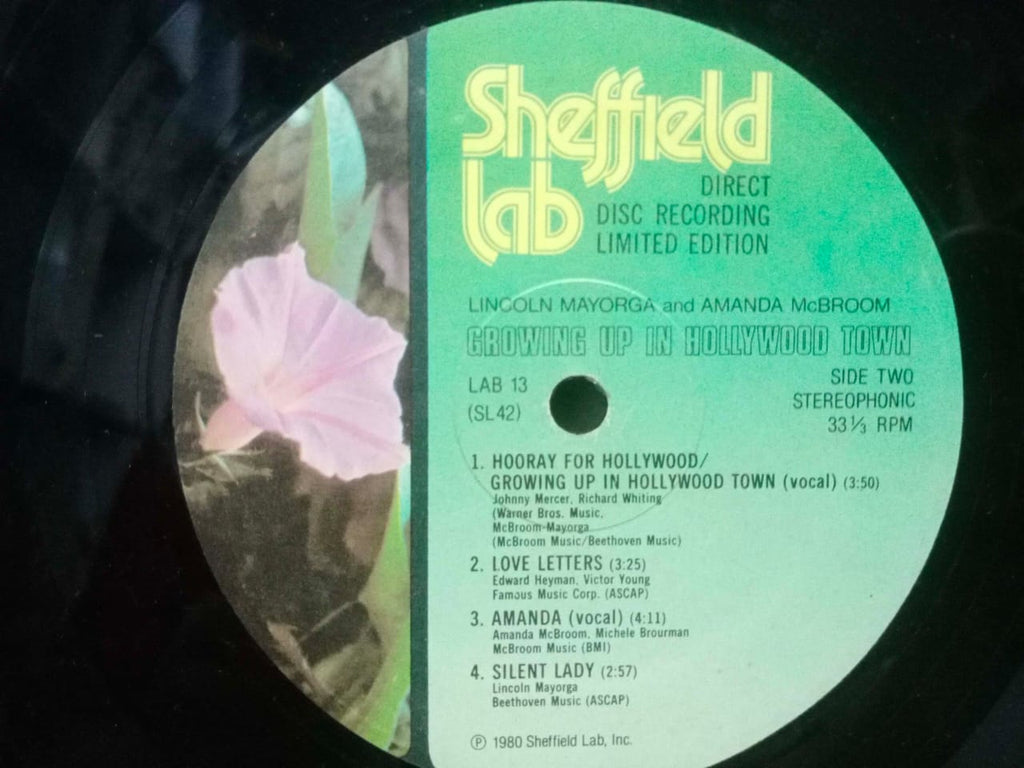 Sheffield
lab
DIRECT
DISC RECORDING
LIMITED EDITION
LINCOLN MAYORGA and AMANDA McBROOM
GROWING UP IN HOLLYWOOD TOWN
LAB 13
(SL 42)
SIDE TWO
STEREOPHONIC
33⅓ RPM
1. HOORAY FOR HOLLYWOOD/
GROWING UP IN HOLLYWOOD TOWN (vocal) (3:50)
Johnny Mercer, Richard Whiting
(Warner Bros. Music,
McBroom-Mayorga
(McBroom Music/Beethoven Music)
2. LOVE LETTERS (3:25)
Edward Heyman, Victor Young
Famous Music Corp. (ASCAP)
3. AMANDA (vocal) (4:11)
Amanda McBroom, Michele Brourman
McBroom Music (BMI)
4. SILENT LADY (2:57)
Lincoln Mayorga
Beethoven Music (ASCAP)
℗ 1980 Sheffield Lab, Inc.